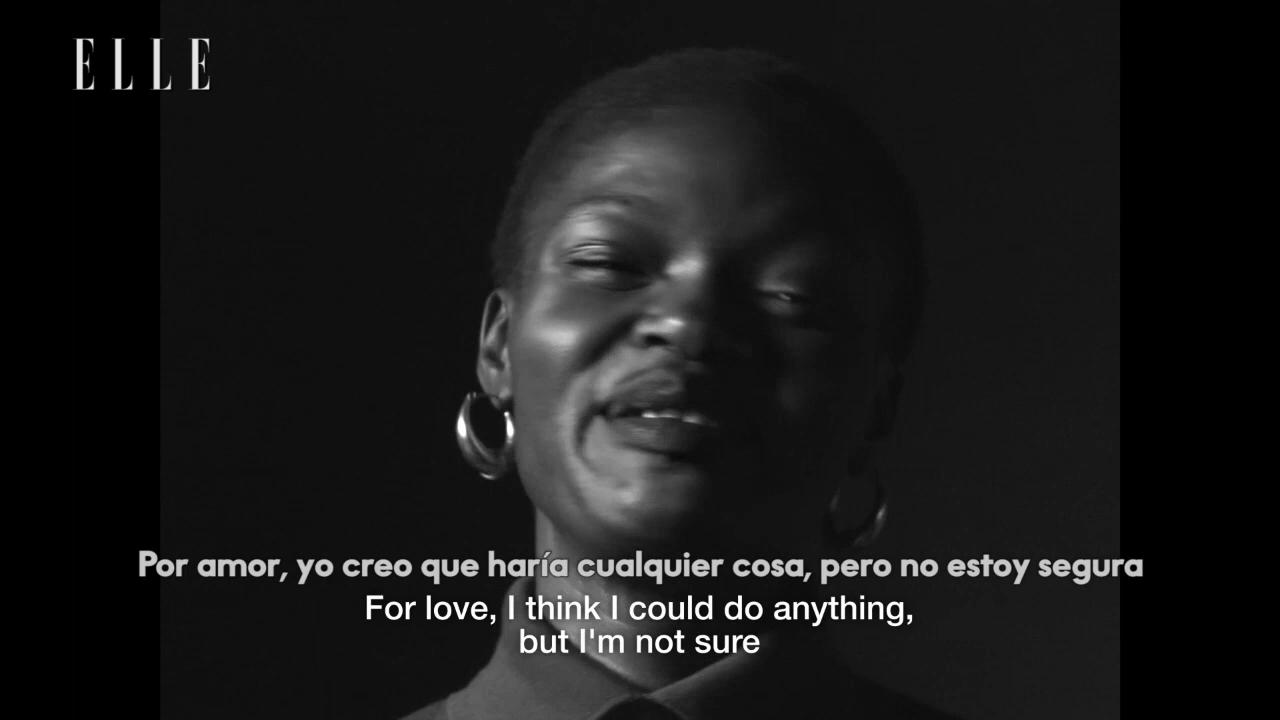 ELLE
Por amor, yo creo que haría cualquier cosa, pero no estoy segura
For love, I think I could do anything,
but I'm not sure